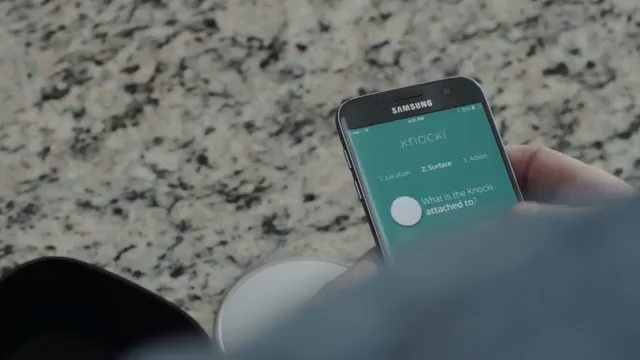 SAMSUNG
knocki
1: Location 2: Surface 3: Action
What is the Knocki
attached to?